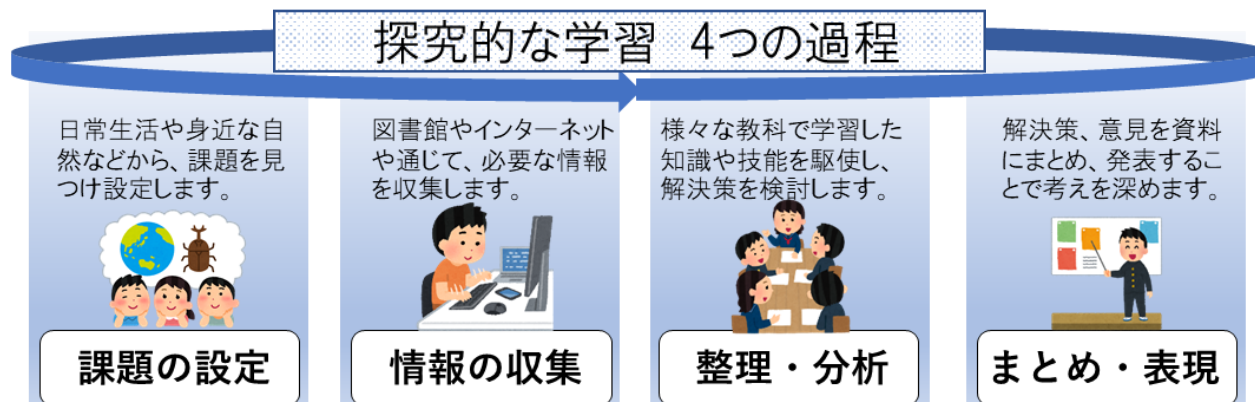 探究的な学習 4つの過程
日常生活や身近な自
然などから、課題を見
つけ設定します。
課題の設定
図書館やインターネット
や通じて、必要な情報
を収集します。
情報の収集
様々な教科で学習した
知識や技能を駆使し、
解決策を検討します。
整理・分析
解決策、意見を資料
にまとめ、発表するこ
とで考えを深めます。
まとめ・表現